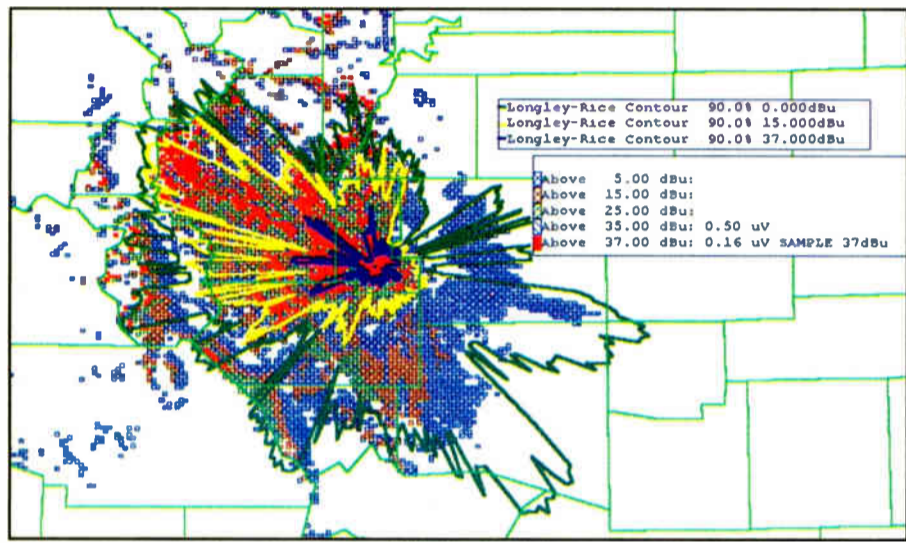 Longley-Rice Contour 90.0% 0.000dBu
Longley-Rice Contour 90.0% 15.000dBu
Longley-Rice Contour 90.0% 37.000dBu
Above 5.00 dBu:
Above 15.00 dBu:
Above 25.00 dBu:
Above 35.00 dBu: 0.50 uV
Above 37.00 dBu: 0.16 uV SAMPLE 37dBu